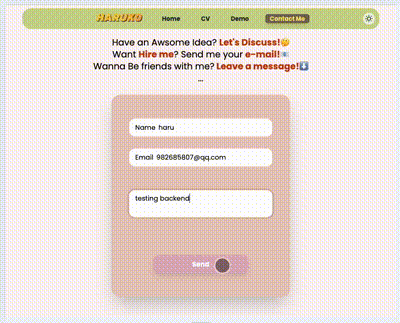 HARUKO Home CV Demo Contact Me
Have an Awsome Idea? Let's Discuss!🤔
Want Hire me? Send me your e-mail!📧
Wanna Be friends with me? Leave a message!⬇️
...
Name haru
Email 982685807@qq.com
testing backend
Send